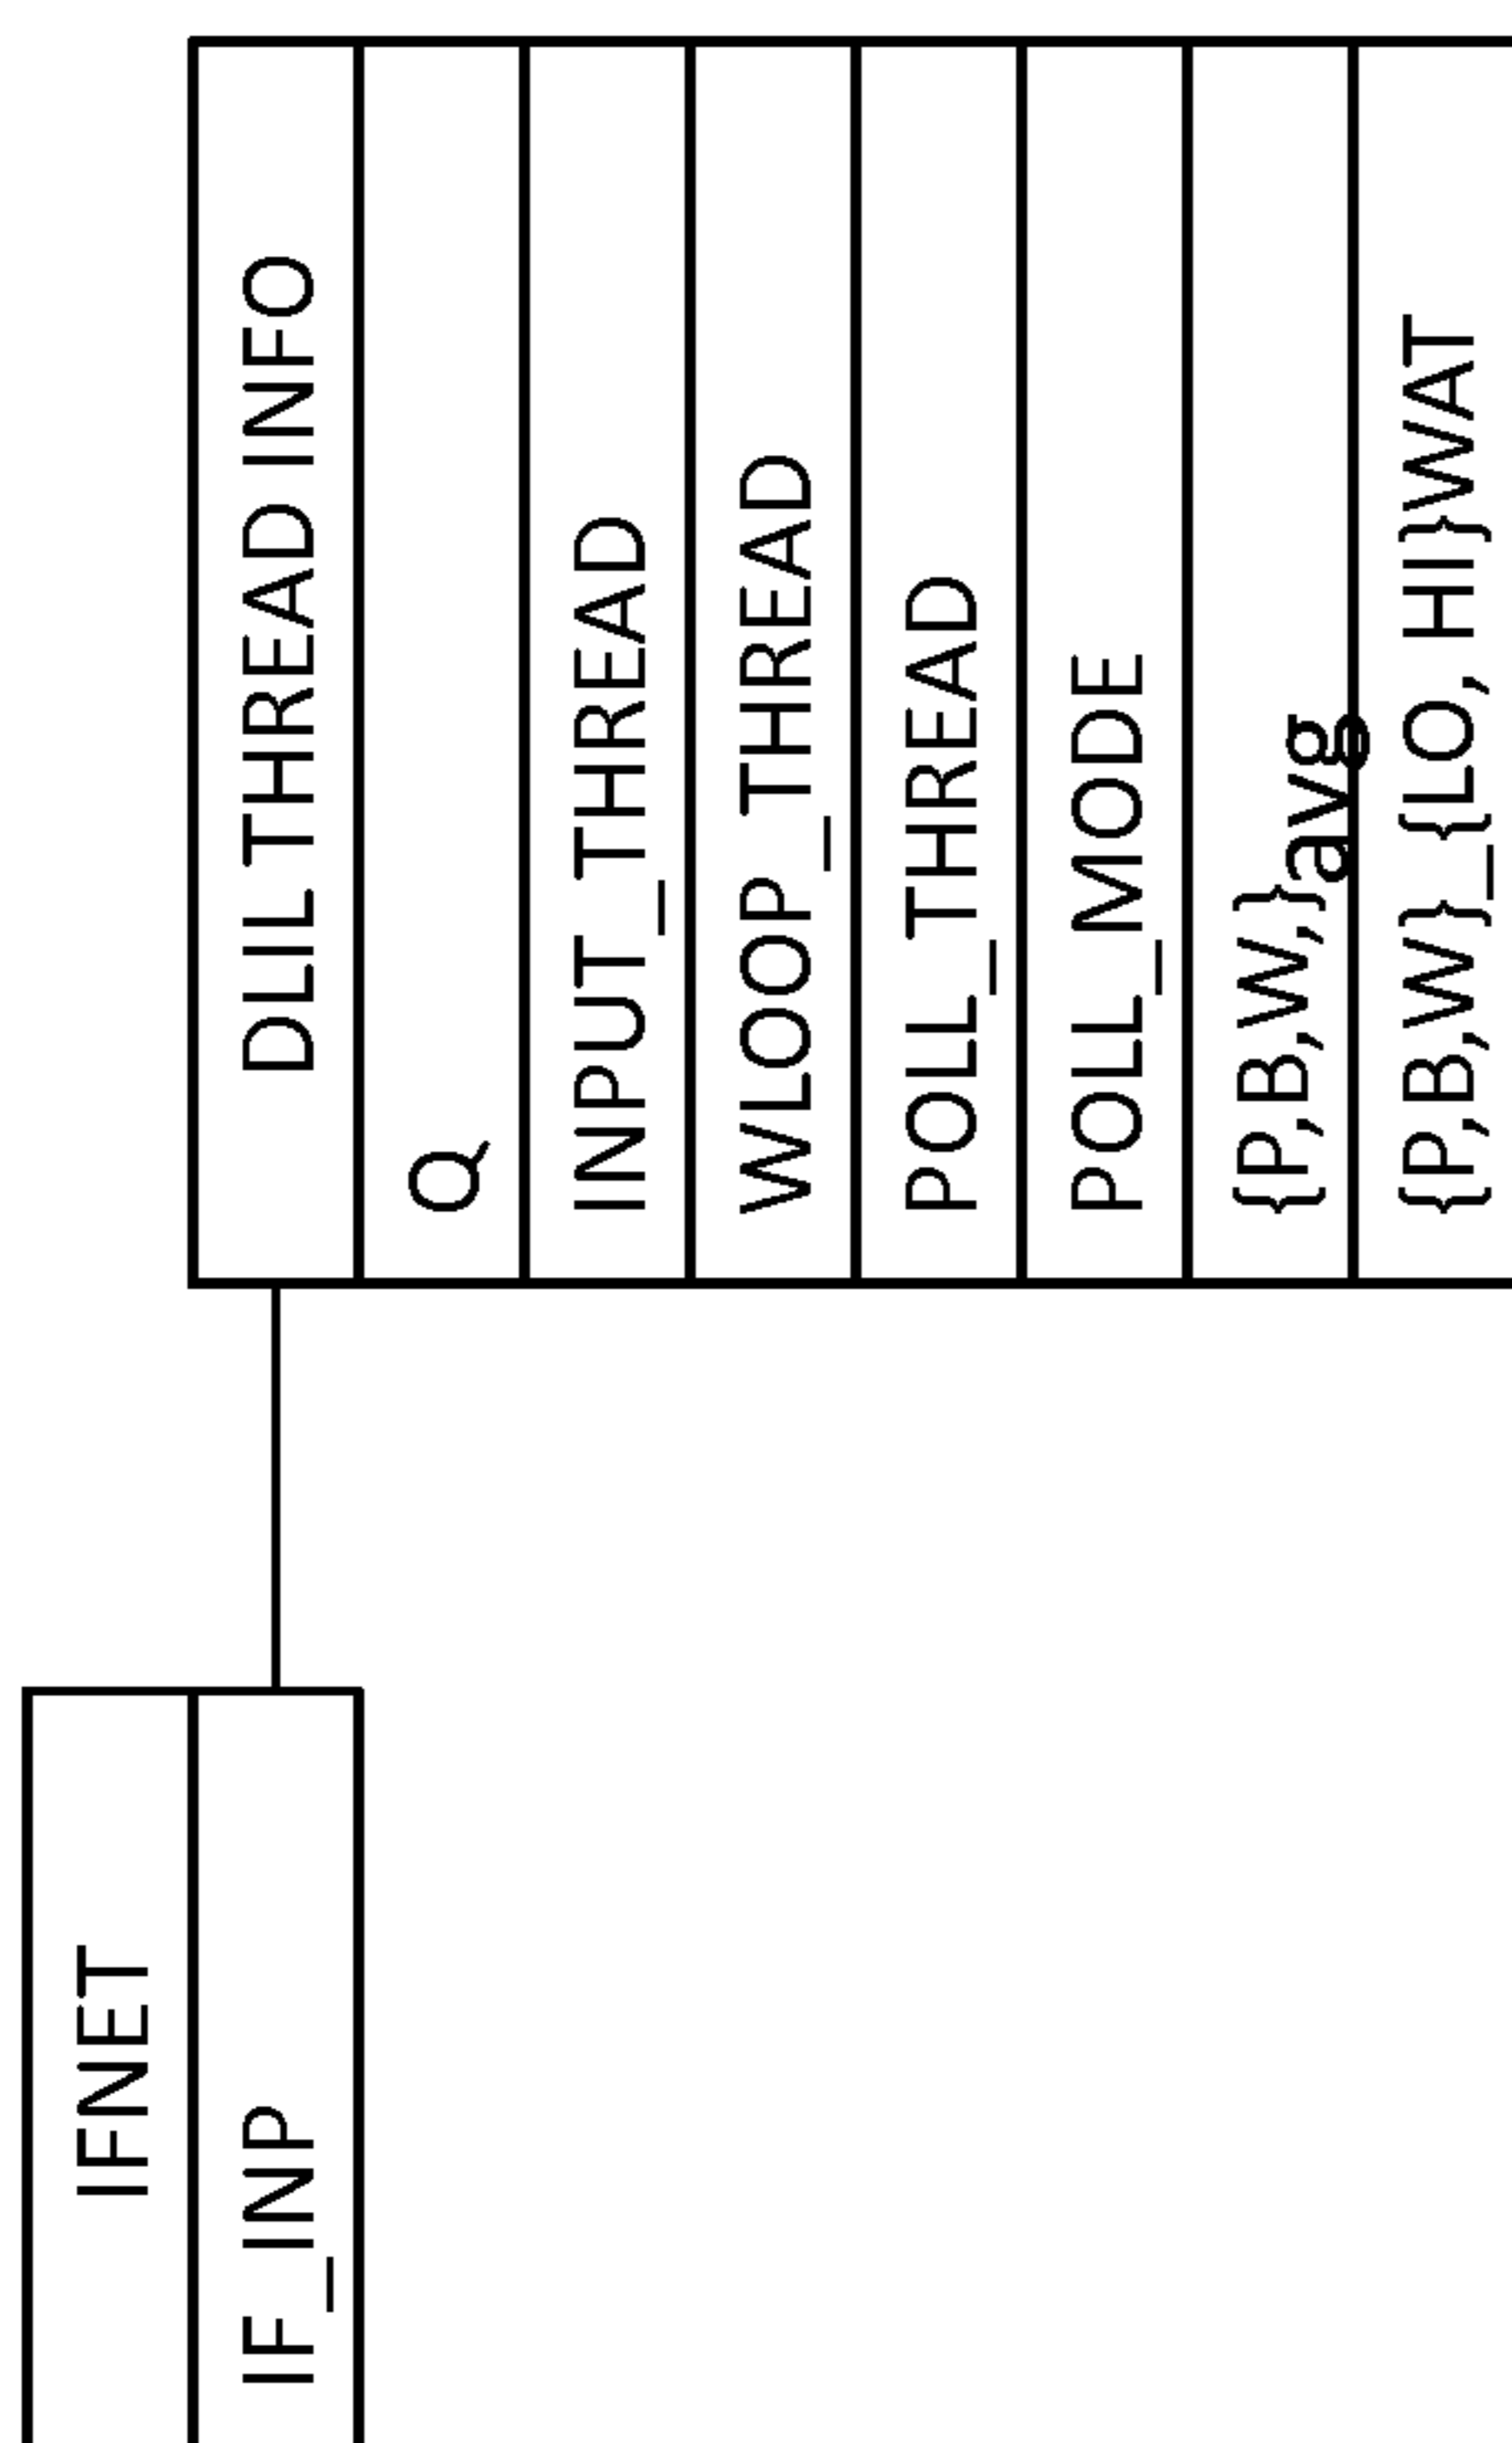 IFNET
IF_INP
DLIL THREAD INFO
Q
INPUT_THREAD
WLOOP_THREAD
POLL_THREAD
POLL_MODE
{P,B,W,}avg
{P,B,W}_{LO, HI}WAT